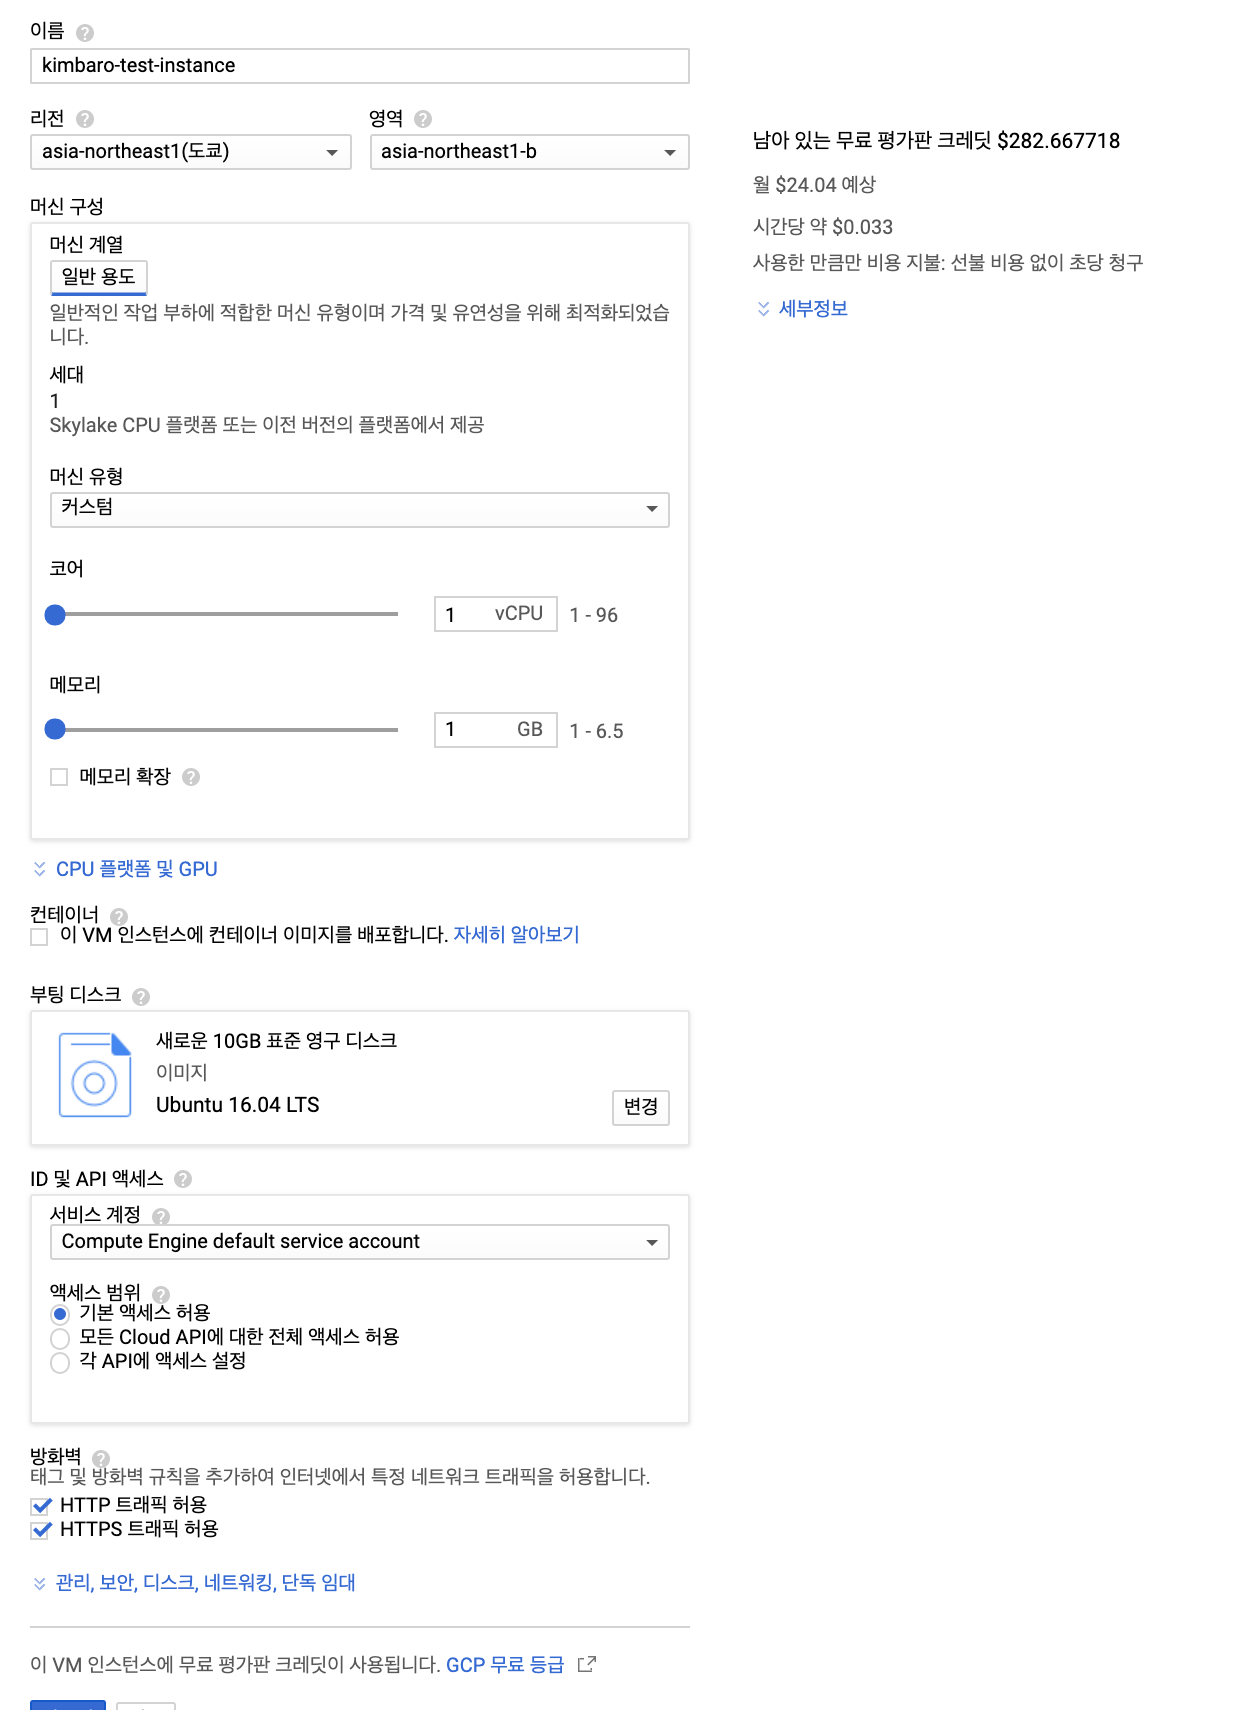 이름
kimbaro-test-instance
리전
영역
asia-northeast1(도쿄)
asia-northeast1-b
남아 있는 무료 평가판 크레딧 $282.667718
월 $24.04 예상
시간당 약 $0.033
사용한 만큼만 비용 지불: 선불 비용 없이 초당 청구
세부정보
머신 구성
머신 계열
일반 용도
일반적인 작업 부하에 적합한 머신 유형이며 가격 및 유연성을 위해 최적화되었습
니다.
세대
1
Skylake CPU 플랫폼 또는 이전 버전의 플랫폼에서 제공
머신 유형
커스텀
코어
1 vCPU 1 - 96
메모리
1 GB 1 - 6.5
메모리 확장
CPU 플랫폼 및 GPU
컨테이너
이 VM 인스턴스에 컨테이너 이미지를 배포합니다. 자세히 알아보기
부팅 디스크
새로운 10GB 표준 영구 디스크
이미지
Ubuntu 16.04 LTS
변경
ID 및 API 액세스
서비스 계정
Compute Engine default service account
액세스 범위
기본 액세스 허용
모든 Cloud API에 대한 전체 액세스 허용
각 API에 액세스 설정
방화벽
태그 및 방화벽 규칙을 추가하여 인터넷에서 특정 네트워크 트래픽을 허용합니다.
HTTP 트래픽 허용
HTTPS 트래픽 허용
관리, 보안, 디스크, 네트워킹, 단독 임대
이 VM 인스턴스에 무료 평가판 크레딧이 사용됩니다. GCP 무료 등급